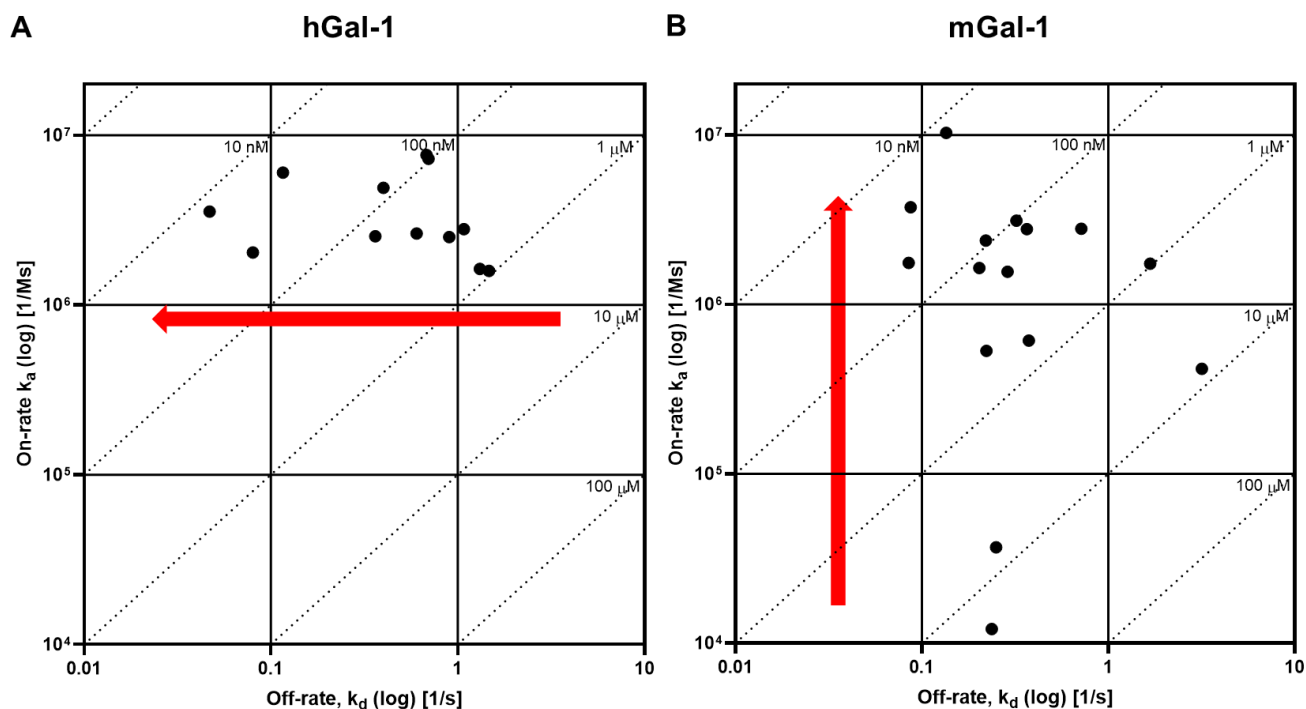 A
hGal-1
10⁷
10⁶
10⁵
10⁴
10 nM
100 nM
1 μM
10 μM
100 μM
0.01
0.1
1
10
On-rate kₐ (log) [1/Ms]
Off-rate, k_d (log) [1/s]
B
mGal-1
10⁷
10⁶
10⁵
10⁴
10 nM
100 nM
1 μM
10 μM
100 μM
0.01
0.1
1
10
On-rate kₐ (log) [1/Ms]
Off-rate, k_d (log) [1/s]